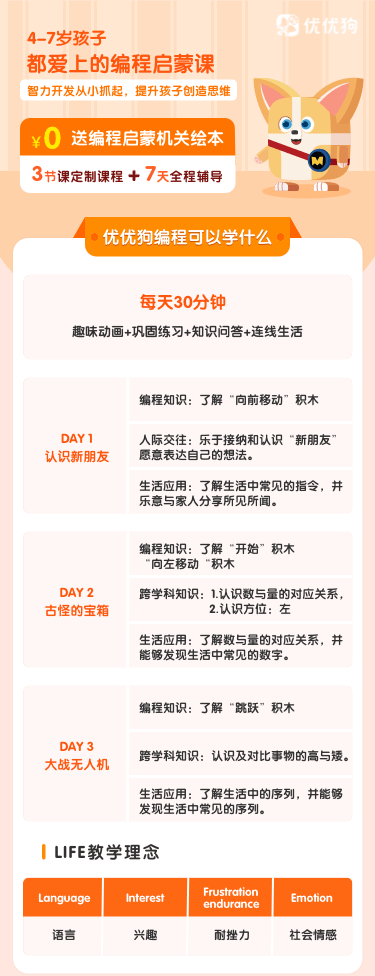 优优狗
4-7岁孩子
都爱上的编程启蒙课
智力开发从小抓起，提升孩子创造思维
¥0 送编程启蒙机关绘本
3节课定制课程 + 7天全程辅导
M
优优狗编程可以学什么
每天30分钟
趣味动画+巩固练习+知识问答+连线生活
DAY 1
认识新朋友
编程知识：了解“向前移动”积木
人际交往：乐于接纳和认识“新朋友”
愿意表达自己的想法。
生活应用：了解生活中常见的指令，并
乐意与家人分享所见所闻。
DAY 2
古怪的宝箱
编程知识：了解“开始”积木
“向左移动“积木
跨学科知识：1.认识数与量的对应关系，
2.认识方位：左
生活应用：了解数与量的对应关系，并
能够发现生活中常见的数字。
DAY 3
大战无人机
编程知识：了解“跳跃”积木
跨学科知识：认识及对比事物的高与矮。
生活应用：了解生活中的序列，并能够
发现生活中常见的序列。
LIFE教学理念
Language
Interest
Frustration
endurance
Emotion
语言
兴趣
耐挫力
社会情感